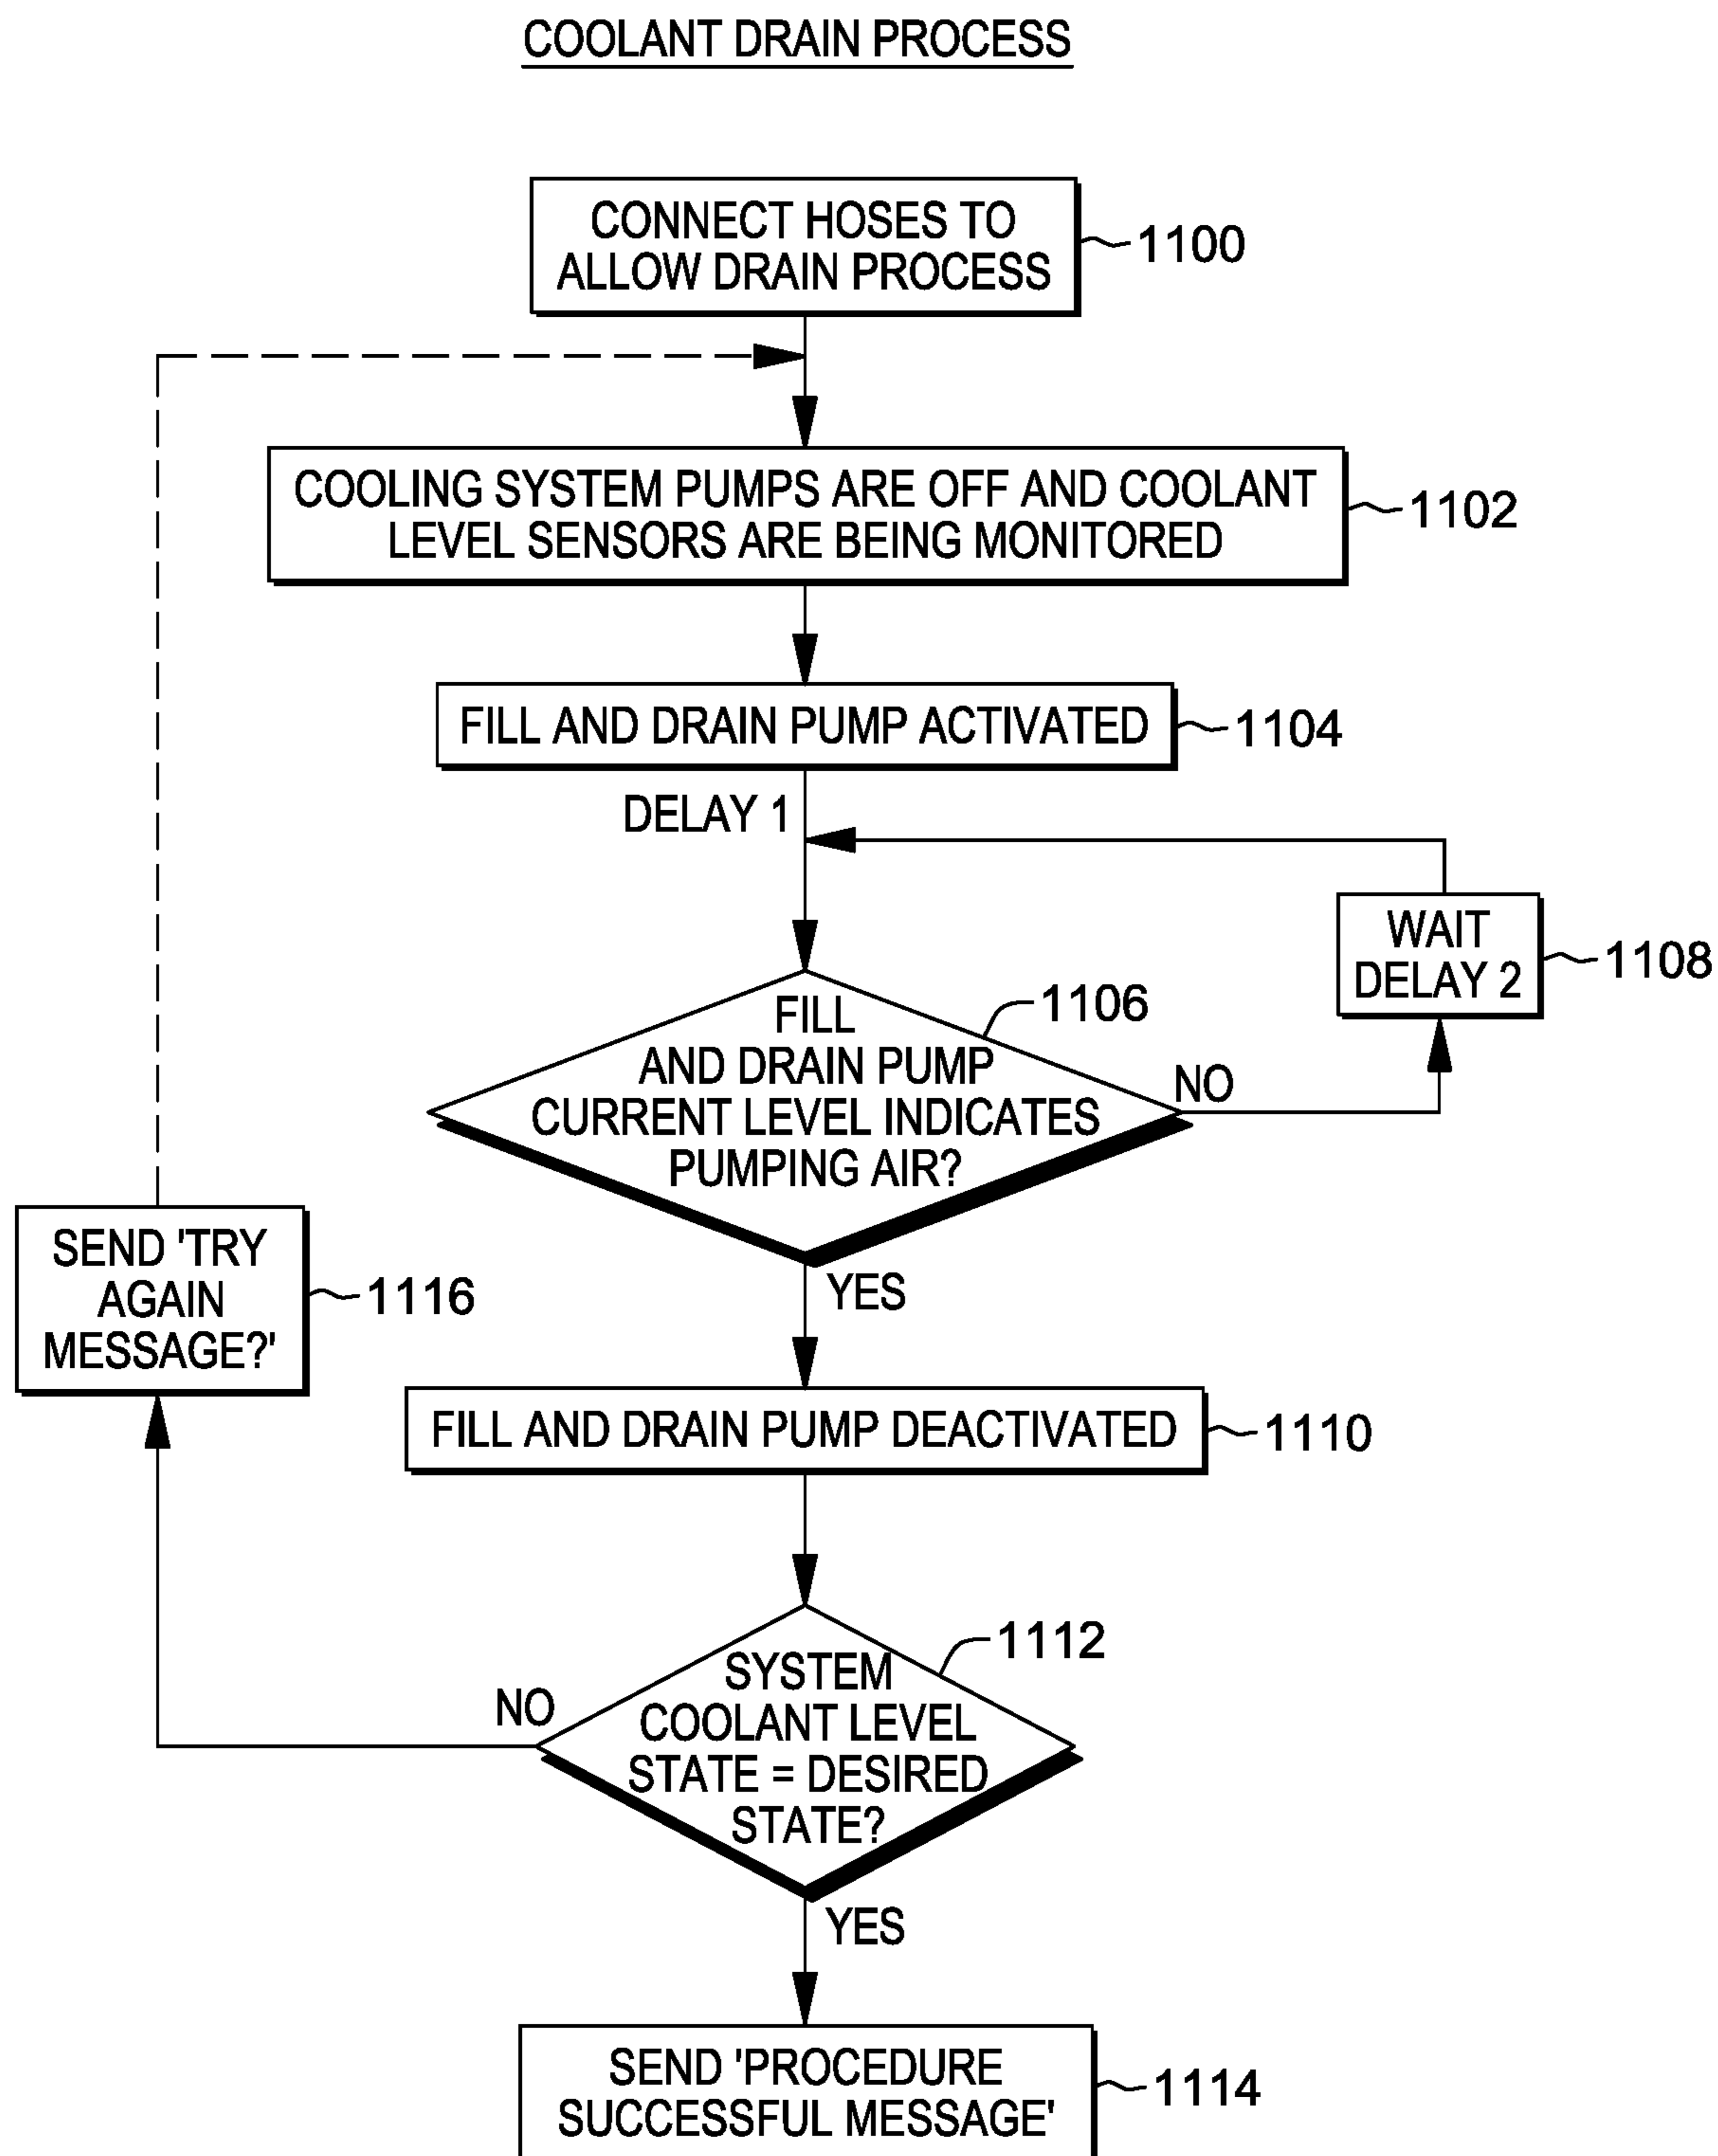 COOLANT DRAIN PROCESS
CONNECT HOSES TO
ALLOW DRAIN PROCESS
1100
COOLING SYSTEM PUMPS ARE OFF AND COOLANT
LEVEL SENSORS ARE BEING MONITORED
1102
FILL AND DRAIN PUMP ACTIVATED
1104
DELAY 1
WAIT
DELAY 2
1108
FILL
AND DRAIN PUMP
CURRENT LEVEL INDICATES
PUMPING AIR?
1106
NO
YES
SEND 'TRY
AGAIN
MESSAGE?'
1116
FILL AND DRAIN PUMP DEACTIVATED
1110
SYSTEM
COOLANT LEVEL
STATE = DESIRED
STATE?
1112
NO
YES
SEND 'PROCEDURE
SUCCESSFUL MESSAGE'
1114